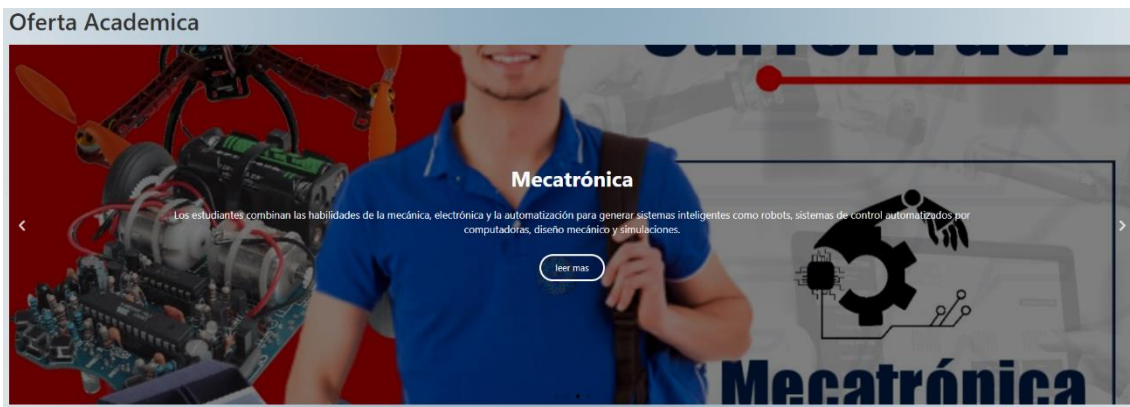 Oferta Academica
Mecatrónica
Los estudiantes combinan las habilidades de la mecánica, electrónica y la automatización para generar sistemas inteligentes como robots, sistemas de control automatizados por
computadoras, diseño mecánico y simulaciones.
leer mas
Mecatrónica